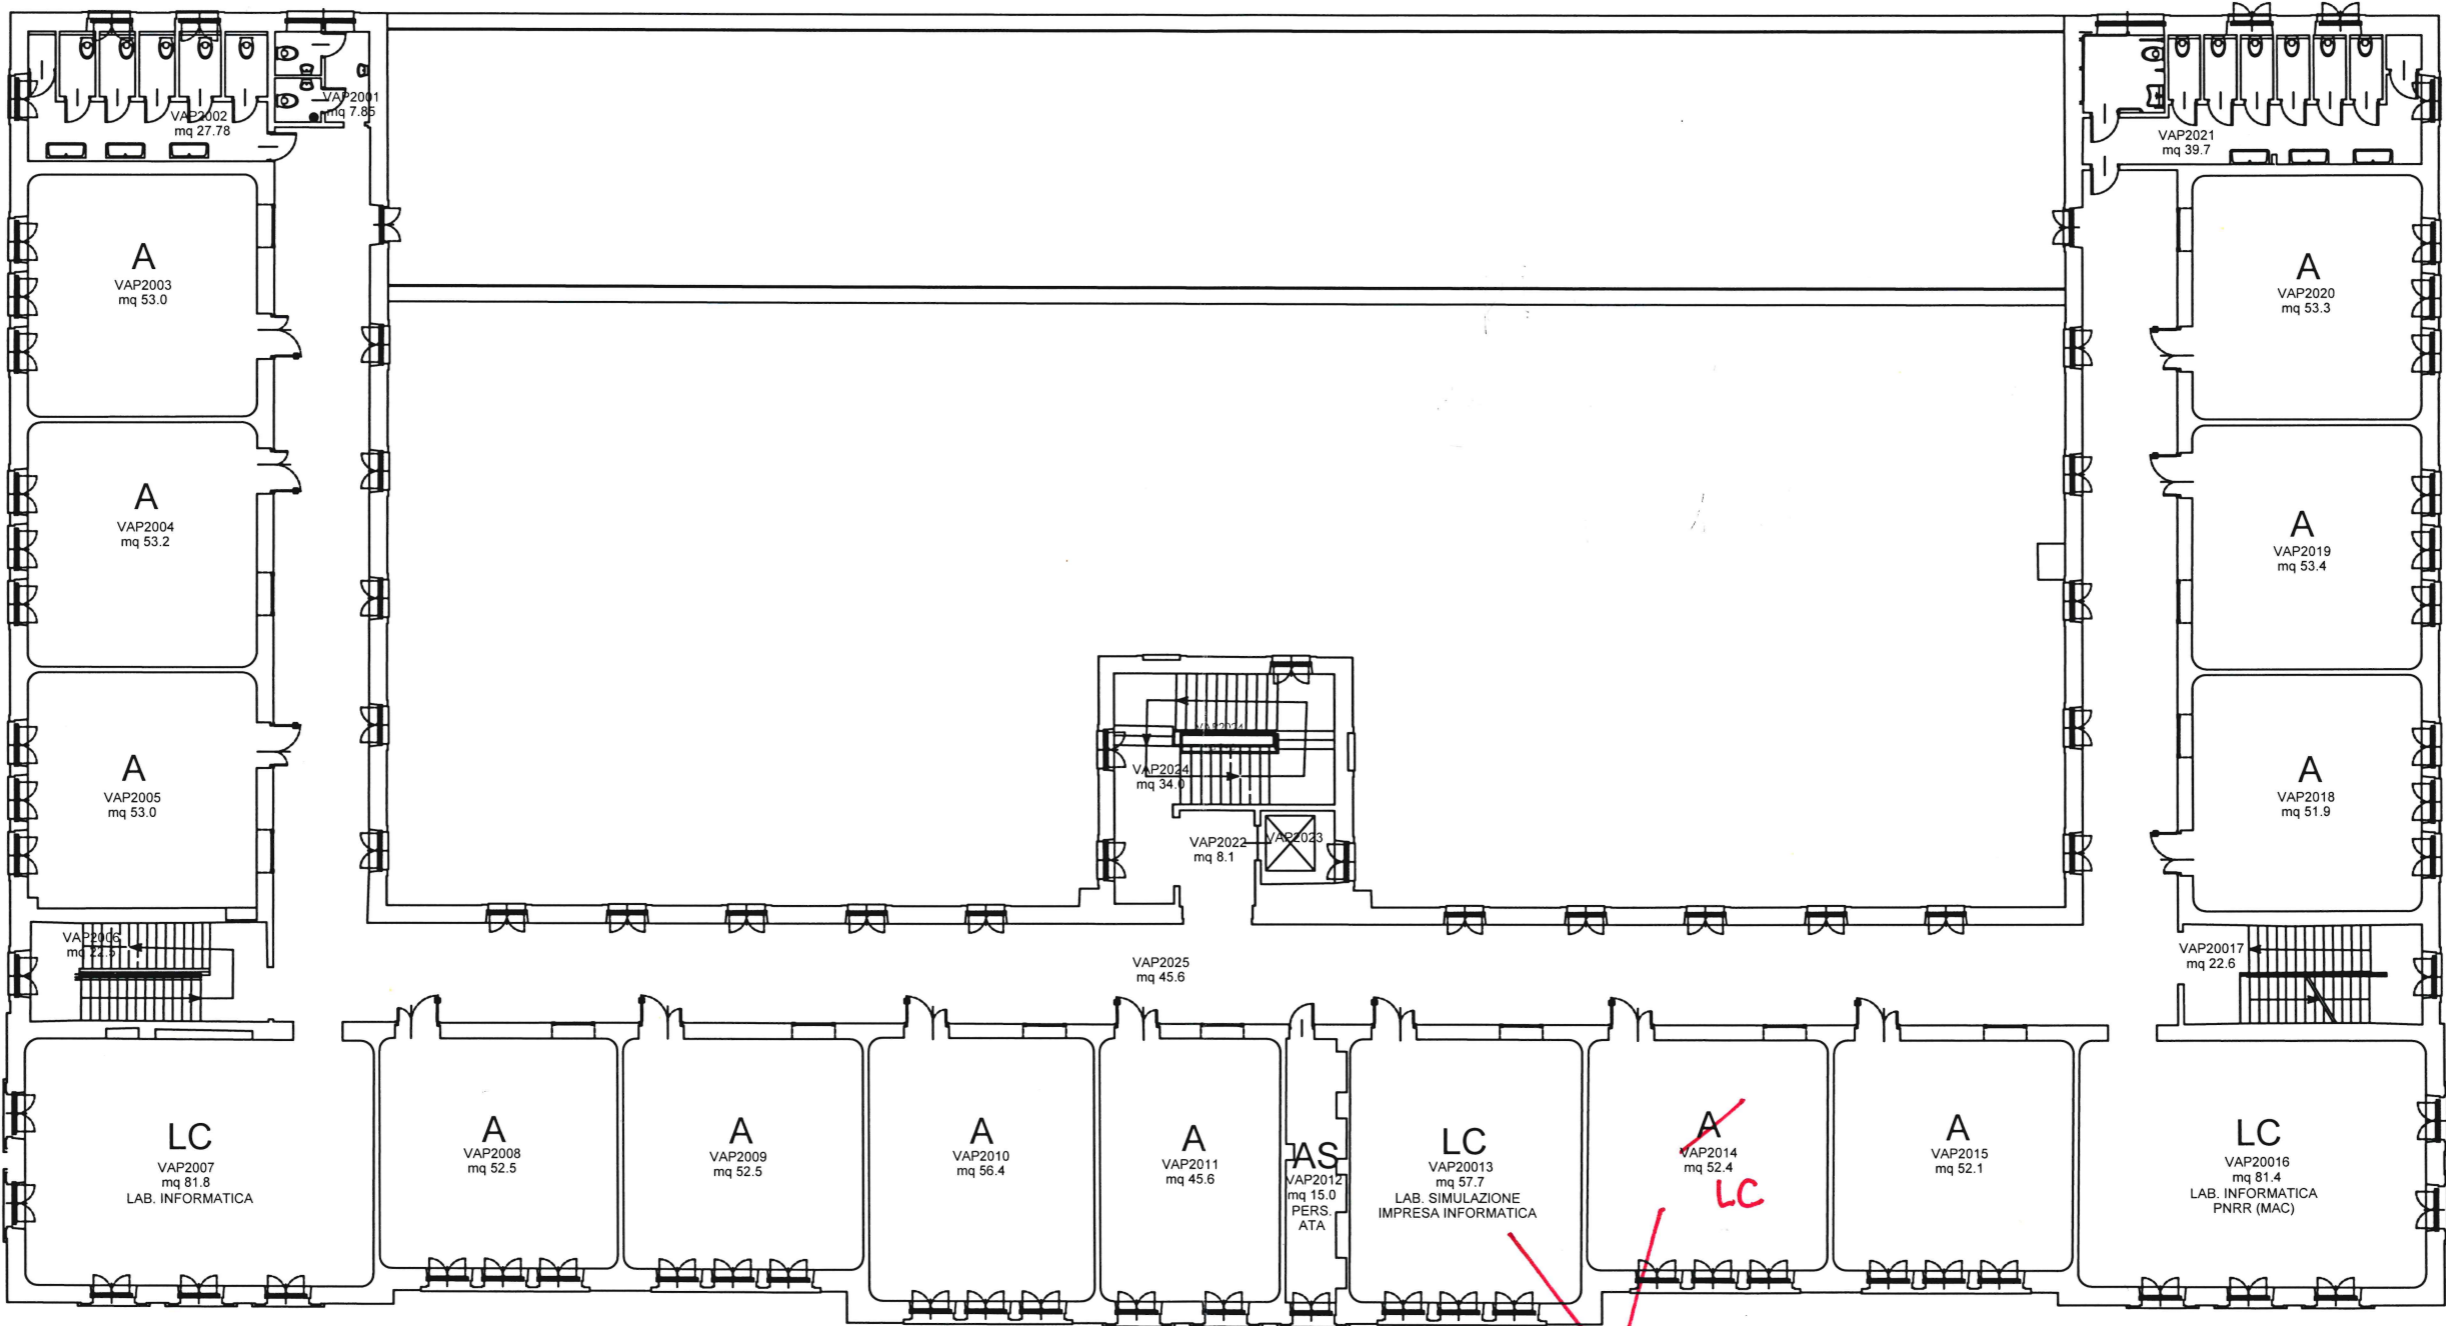 VAP2001
mq 7.85
VAP2002
mq 27.78
VAP2021
mq 39.7
A
VAP2003
mq 53.0
A
VAP2020
mq 53.3
A
VAP2004
mq 53.2
A
VAP2019
mq 53.4
A
VAP2005
mq 53.0
VAP2024
VAP2024
mq 34.0
A
VAP2018
mq 51.9
VAP2022
mq 8.1
VAP2023
VAP2006
mq 22.5
VAP2025
mq 45.6
VAP20017
mq 22.6
LC
VAP2007
mq 81.8
LAB. INFORMATICA
A
VAP2008
mq 52.5
A
VAP2009
mq 52.5
A
VAP2010
mq 56.4
A
VAP2011
mq 45.6
AS
VAP2012
mq 15.0
PERS.
ATA
LC
VAP20013
mq 57.7
LAB. SIMULAZIONE
IMPRESA INFORMATICA
A
VAP2014
mq 52.4
LC
A
VAP2015
mq 52.1
LC
VAP20016
mq 81.4
LAB. INFORMATICA
PNRR (MAC)